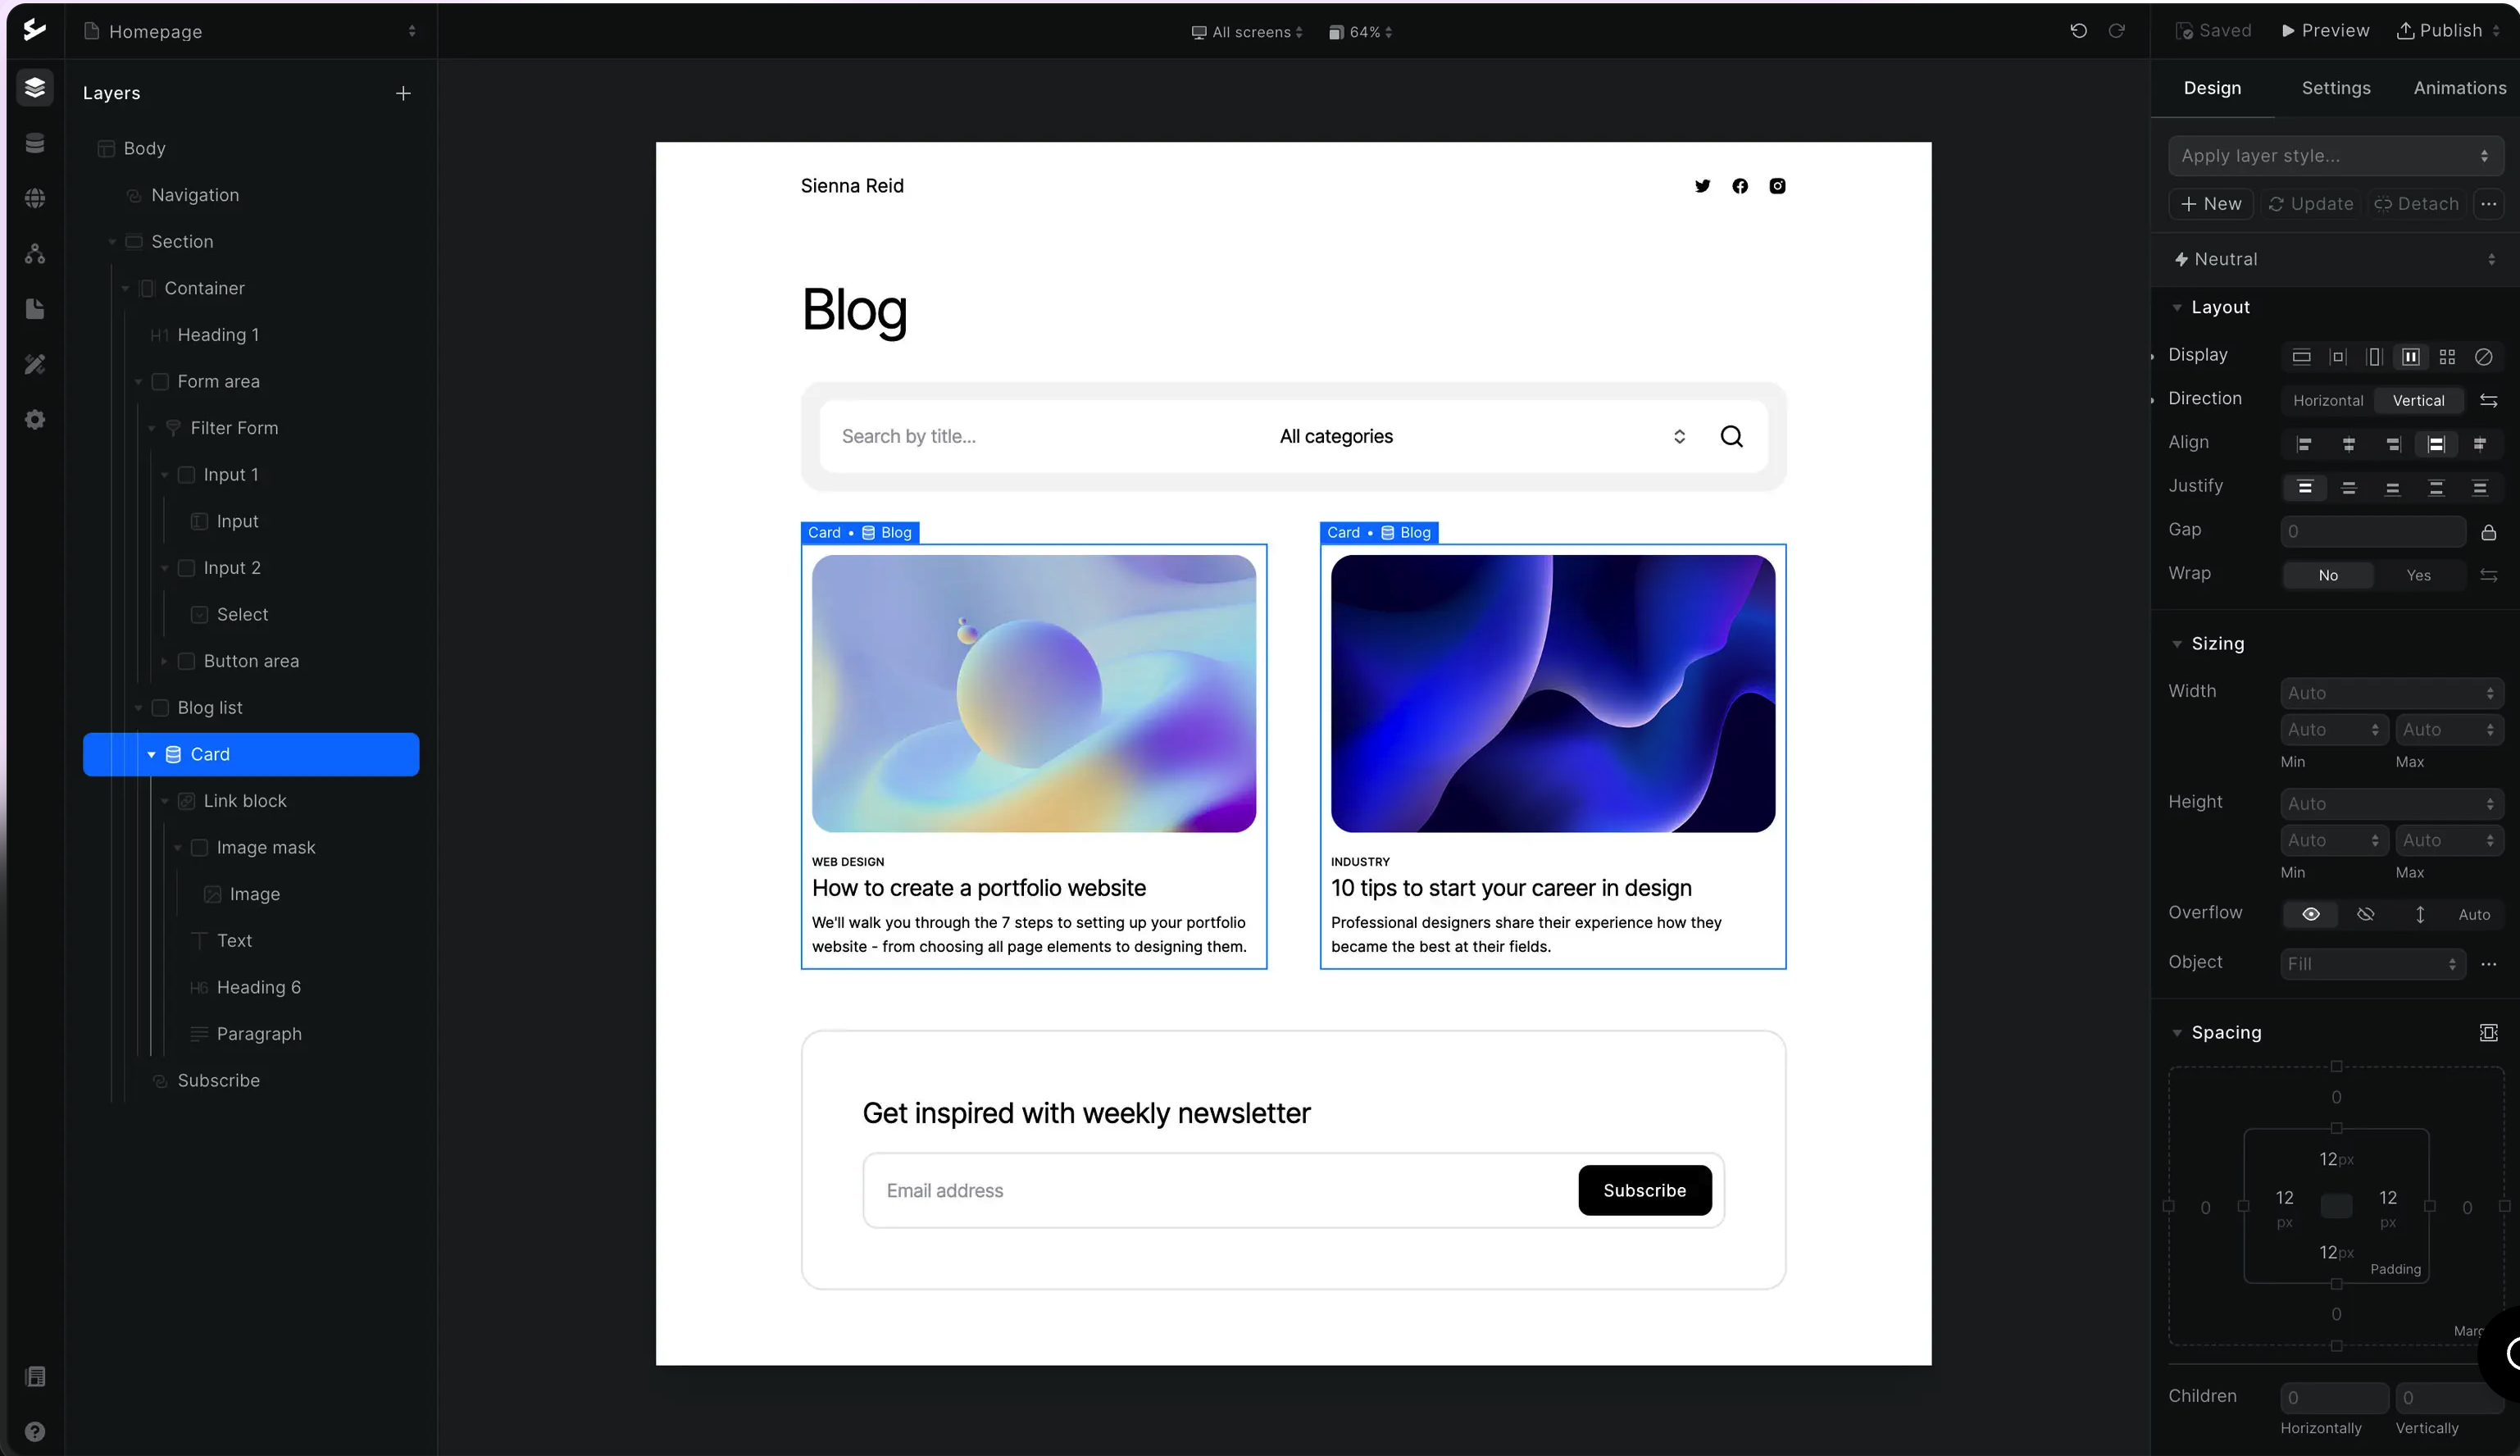 Homepage
All screens
64%
Saved
Preview
Publish
Layers
Body
Navigation
Section
Container
H1 Heading 1
Form area
Filter Form
Input 1
Input
Input 2
Select
Button area
Blog list
Card
Link block
Image mask
Image
Text
H6 Heading 6
Paragraph
Subscribe
Sienna Reid
Blog
Search by title...
All categories
Card • Blog
Card • Blog
WEB DESIGN
How to create a portfolio website
We'll walk you through the 7 steps to setting up your portfolio
website - from choosing all page elements to designing them.
INDUSTRY
10 tips to start your career in design
Professional designers share their experience how they
became the best at their fields.
Get inspired with weekly newsletter
Email address
Subscribe
Design
Settings
Animations
Apply layer style...
New
Update
Detach
Neutral
Layout
Display
Direction
Horizontal
Vertical
Align
Justify
Gap
0
Wrap
No
Yes
Sizing
Width
Auto
Auto
Auto
Min
Max
Height
Auto
Auto
Auto
Min
Max
Overflow
Auto
Object
Fill
Spacing
0
12px
0
12
px
12
px
0
12px
Padding
0
Children
0
0
Horizontally
Vertically